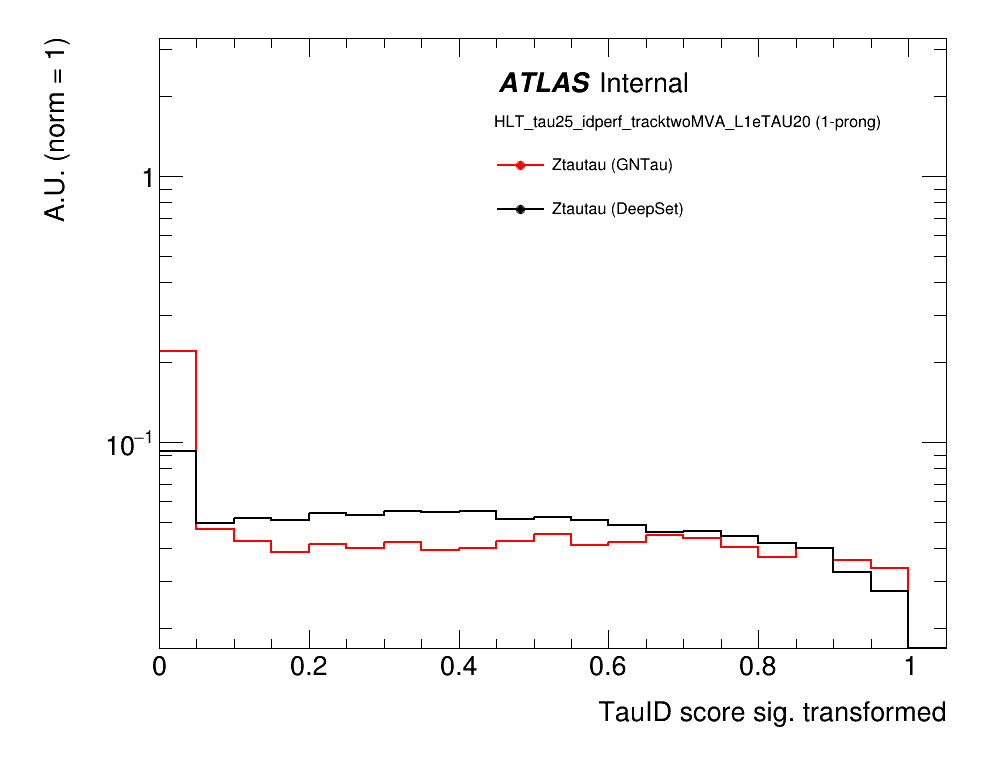 A.U. (norm = 1)
ATLAS Internal
HLT_tau25_idperf_tracktwoMVA_L1eTAU20 (1-prong)
Ztautau (GNTau)
Ztautau (DeepSet)
1
10⁻¹
0 0.2 0.4 0.6 0.8 1
TauID score sig. transformed